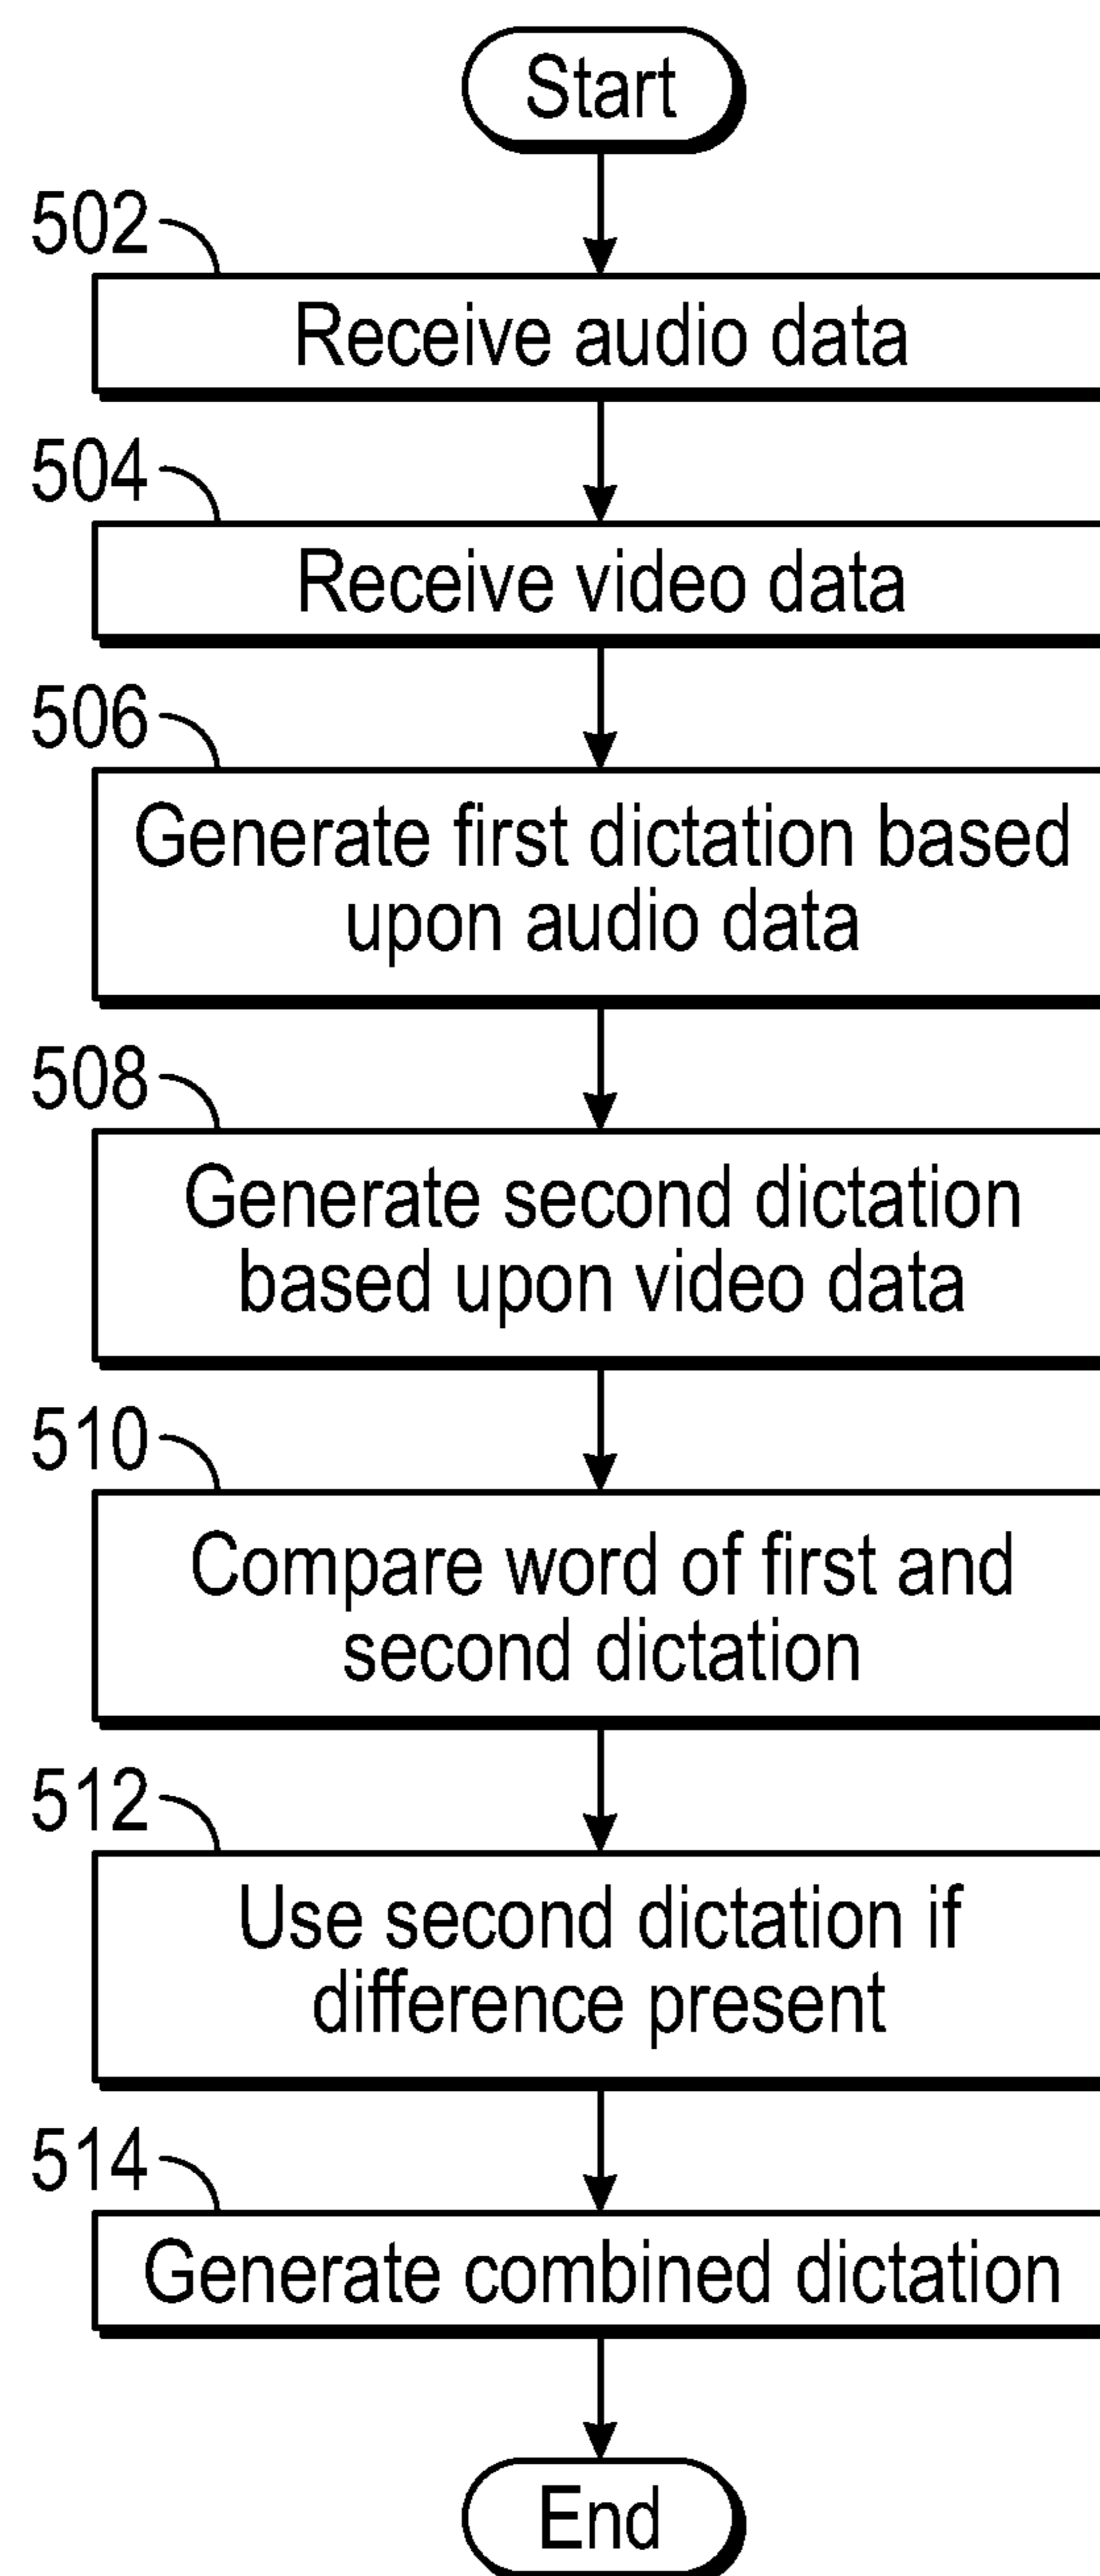 Start
502
Receive audio data
504
Receive video data
506
Generate first dictation based
upon audio data
508
Generate second dictation
based upon video data
510
Compare word of first and
second dictation
512
Use second dictation if
difference present
514
Generate combined dictation
End